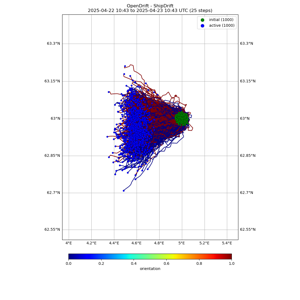 OpenDrift - ShipDrift
2025-04-22 10:43 to 2025-04-23 10:43 UTC (25 steps)
initial (1000)
active (1000)
63.3°N
63.3°N
63.15°N
63.15°N
63°N
63°N
62.85°N
62.85°N
62.7°N
62.7°N
62.55°N
62.55°N
4°E
4.2°E
4.4°E
4.6°E
4.8°E
5°E
5.2°E
5.4°E
0.0
0.2
0.4
0.6
0.8
1.0
orientation